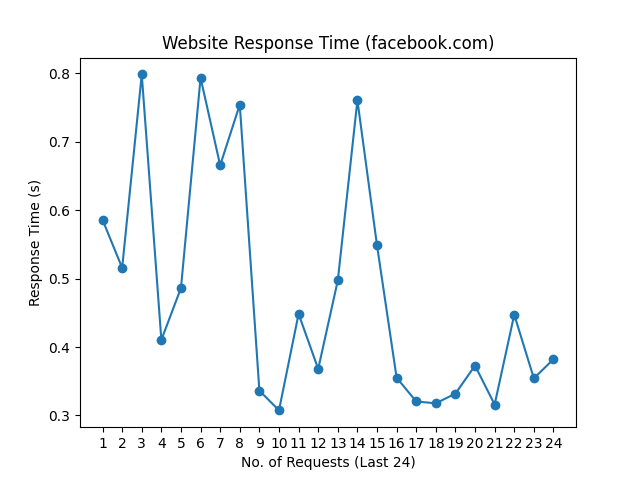 Website Response Time (facebook.com)
0.8
0.7
0.6
0.5
0.4
0.3
Response Time (s)
1 2 3 4 5 6 7 8 9 10 11 12 13 14 15 16 17 18 19 20 21 22 23 24
No. of Requests (Last 24)